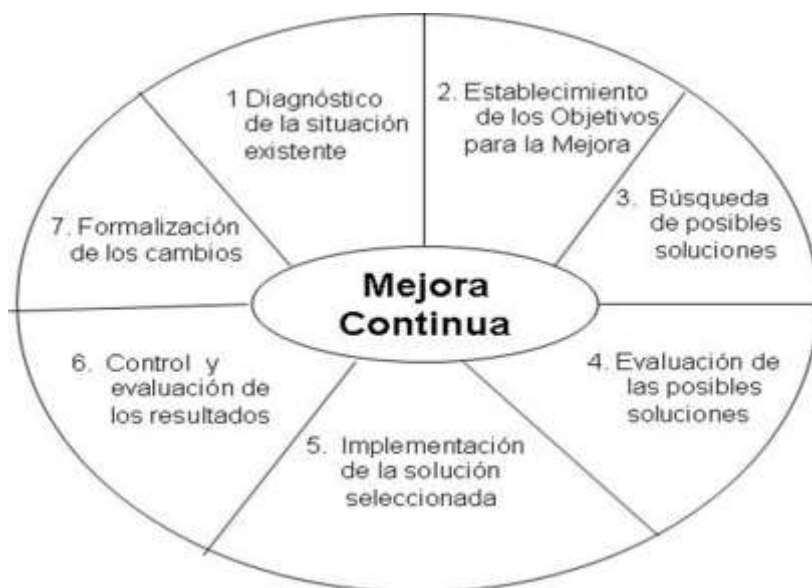 1 Diagnóstico
de la situación
existente
2. Establecimiento
de los Objetivos
para la Mejora
3. Búsqueda
de posibles
soluciones
4. Evaluación de
las posibles
soluciones
5. Implementación
de la solución
seleccionada
6. Control y
evaluación de
los resultados
7. Formalización
de los cambios
Mejora
Continua